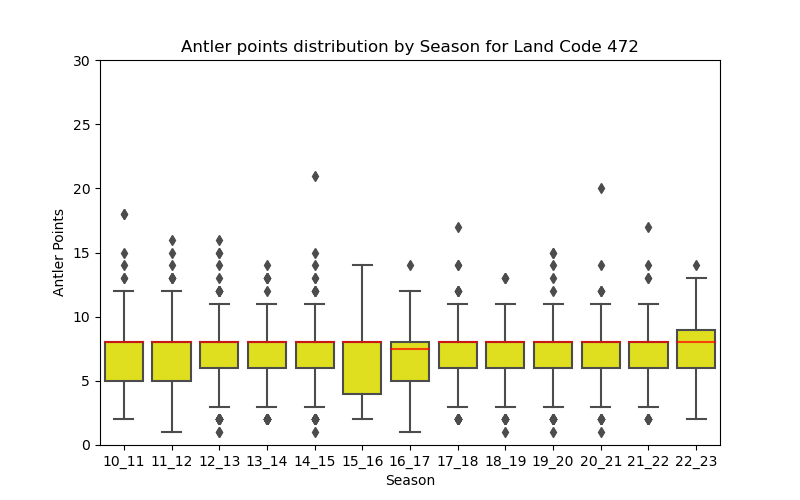 Antler points distribution by Season for Land Code 472
Antler Points
30
25
20
15
10
5
0
10_11 11_12 12_13 13_14 14_15 15_16 16_17 17_18 18_19 19_20 20_21 21_22 22_23
Season